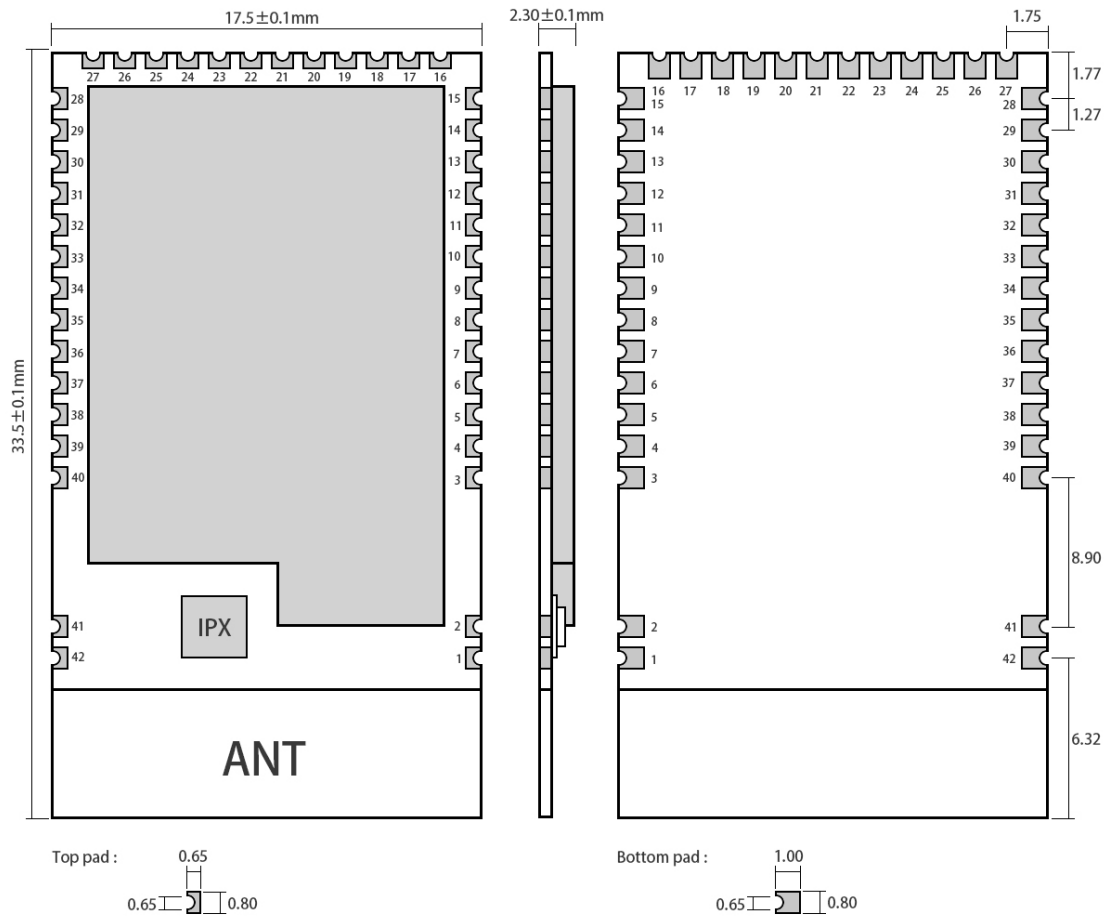 17.5±0.1mm 2.30±0.1mm 1.75
27 26 25 24 23 22 21 20 19 18 17 16
16 17 18 19 20 21 22 23 24 25 26 27
1.77
28 15 15 28
1.27
29 14 14 29
30 13 13 30
31 12 12 31
32 11 11 32
33 10 10 33
34 9 9 34
35 8 8 35
36 7 7 36
37 6 6 37
38 5 5 38
39 4 4 39
40 3 3 40
33.5±0.1mm
8.90
41 IPX 2 2 41
42 1 1 42
6.32
ANT
Top pad : 0.65 Bottom pad : 1.00
0.65 0.80 0.65 0.80